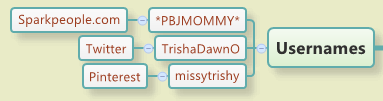 Sparkpeople.com *PBJMOMMY*
Twitter TrishaDawnO Usernames
Pinterest missytrishy